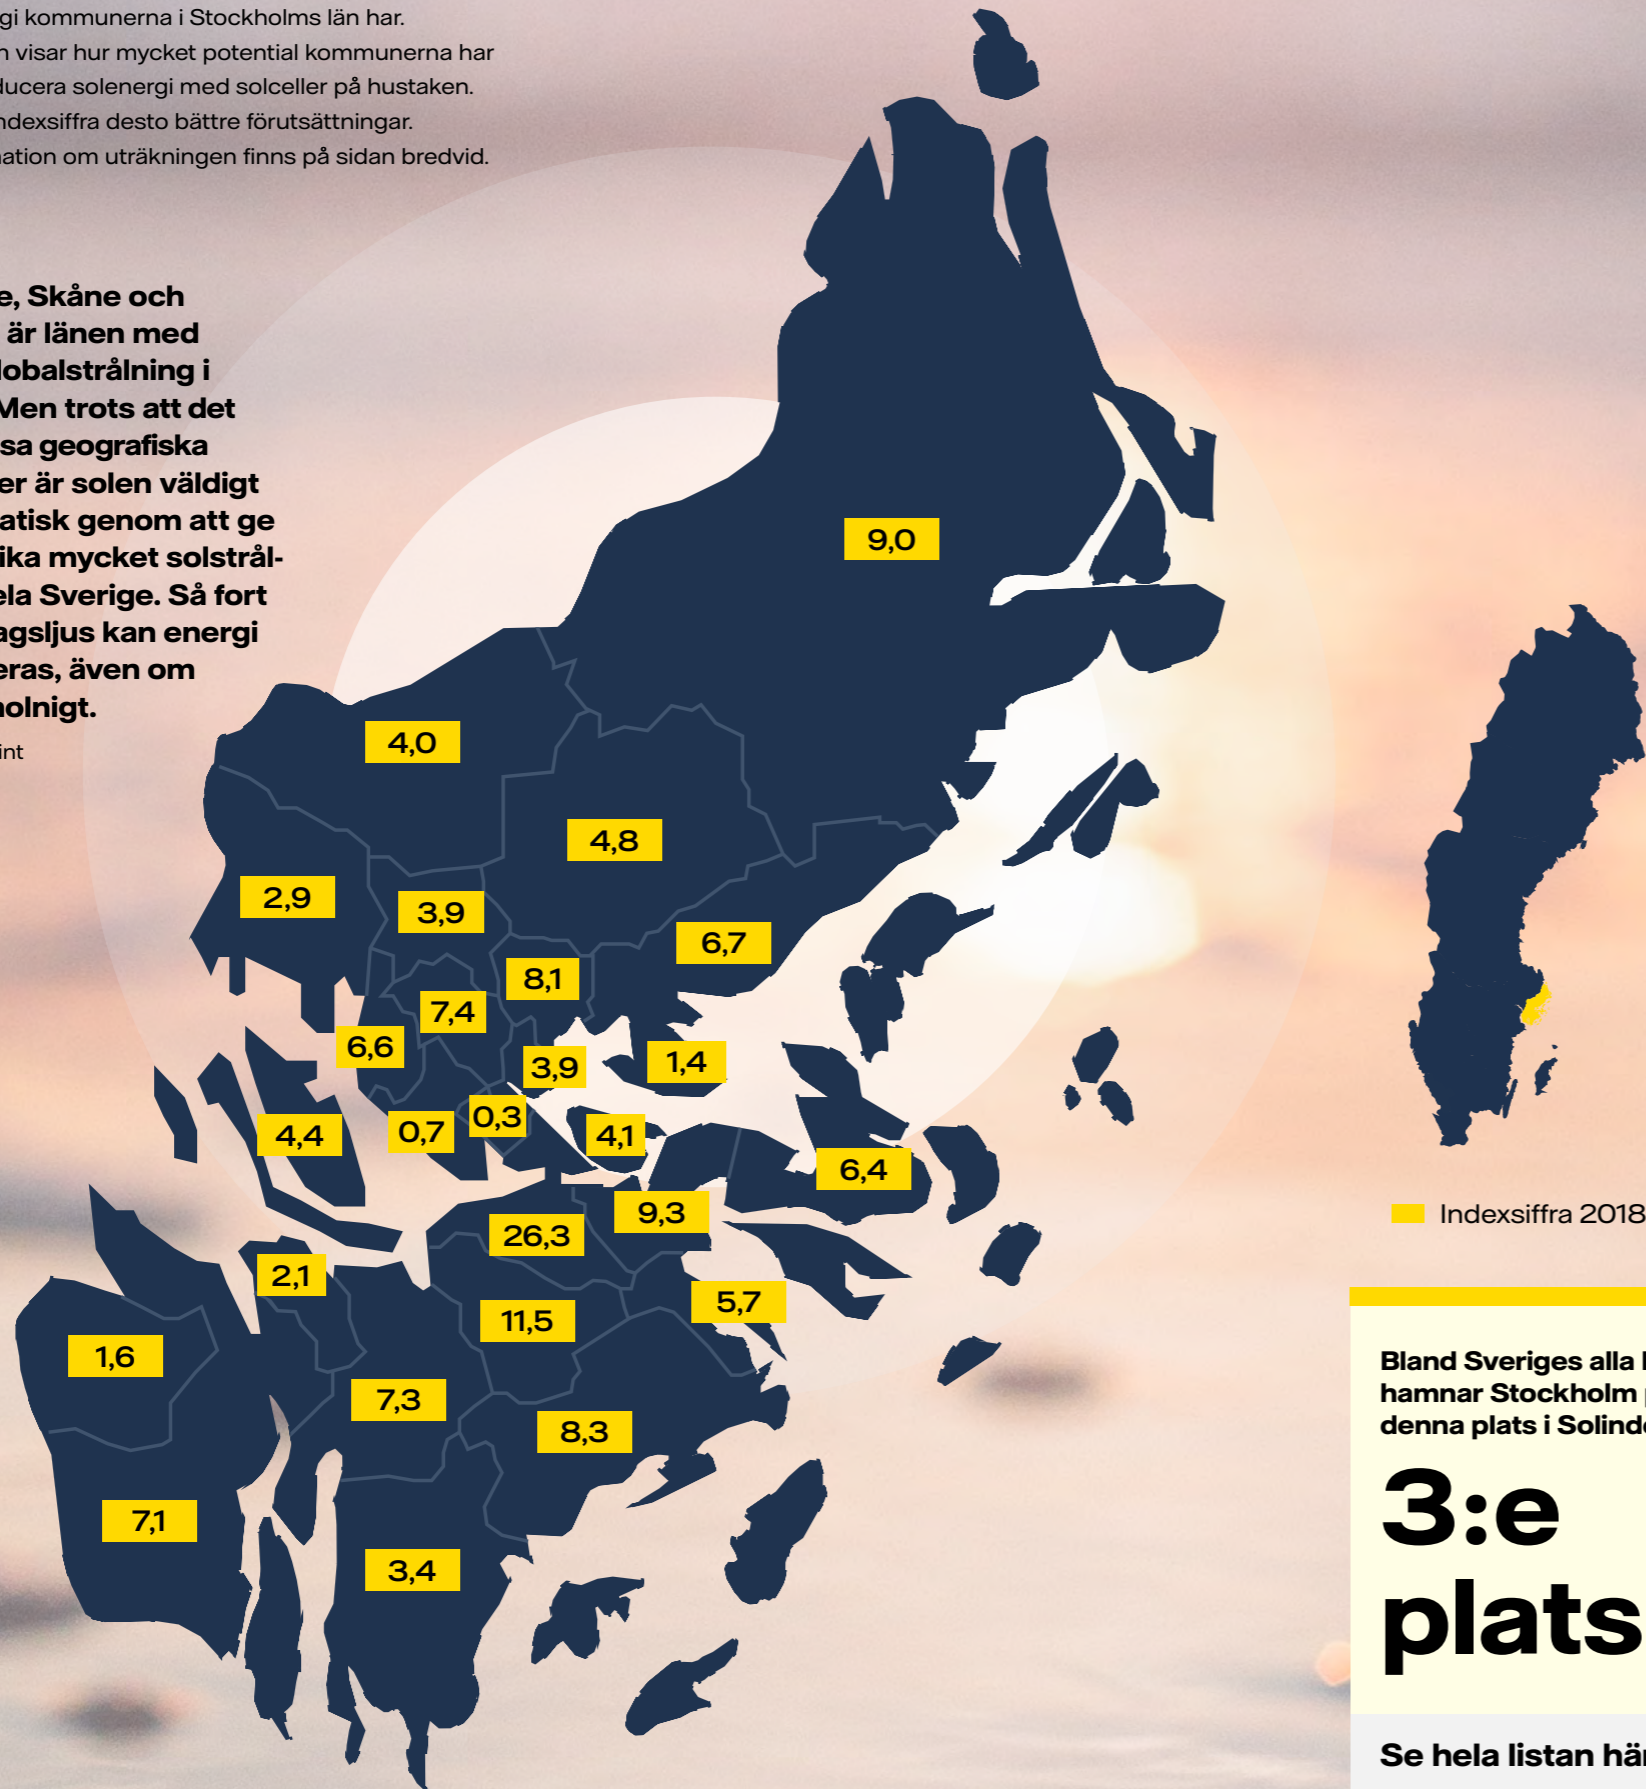 gi kommunerna i Stockholms län har.
visar hur mycket potential kommunerna har
ducera solenergi med solceller på hustaken.
ndexsiffra desto bättre förutsättningar.
ation om uträkningen finns på sidan bredvid.
e, Skåne och
är länen med
lobalstrålning i
Men trots att det
sa geografiska
er är solen väldigt
atisk genom att ge
ika mycket solstrål-
ela Sverige. Så fort
agsljus kan energi
eras, även om
nolnigt.
int
9,0
4,0
4,8
2,9
3,9
6,7
8,1
7,4
6,6
3,9
1,4
0,3
0,7
4,4
4,1
6,4
9,3
26,3
2,1
5,7
11,5
1,6
7,3
8,3
7,1
3,4
Indexsiffra 2018
Bland Sveriges alla
hamnar Stockholm
denna plats i Solind
3:e
plats
Se hela listan här